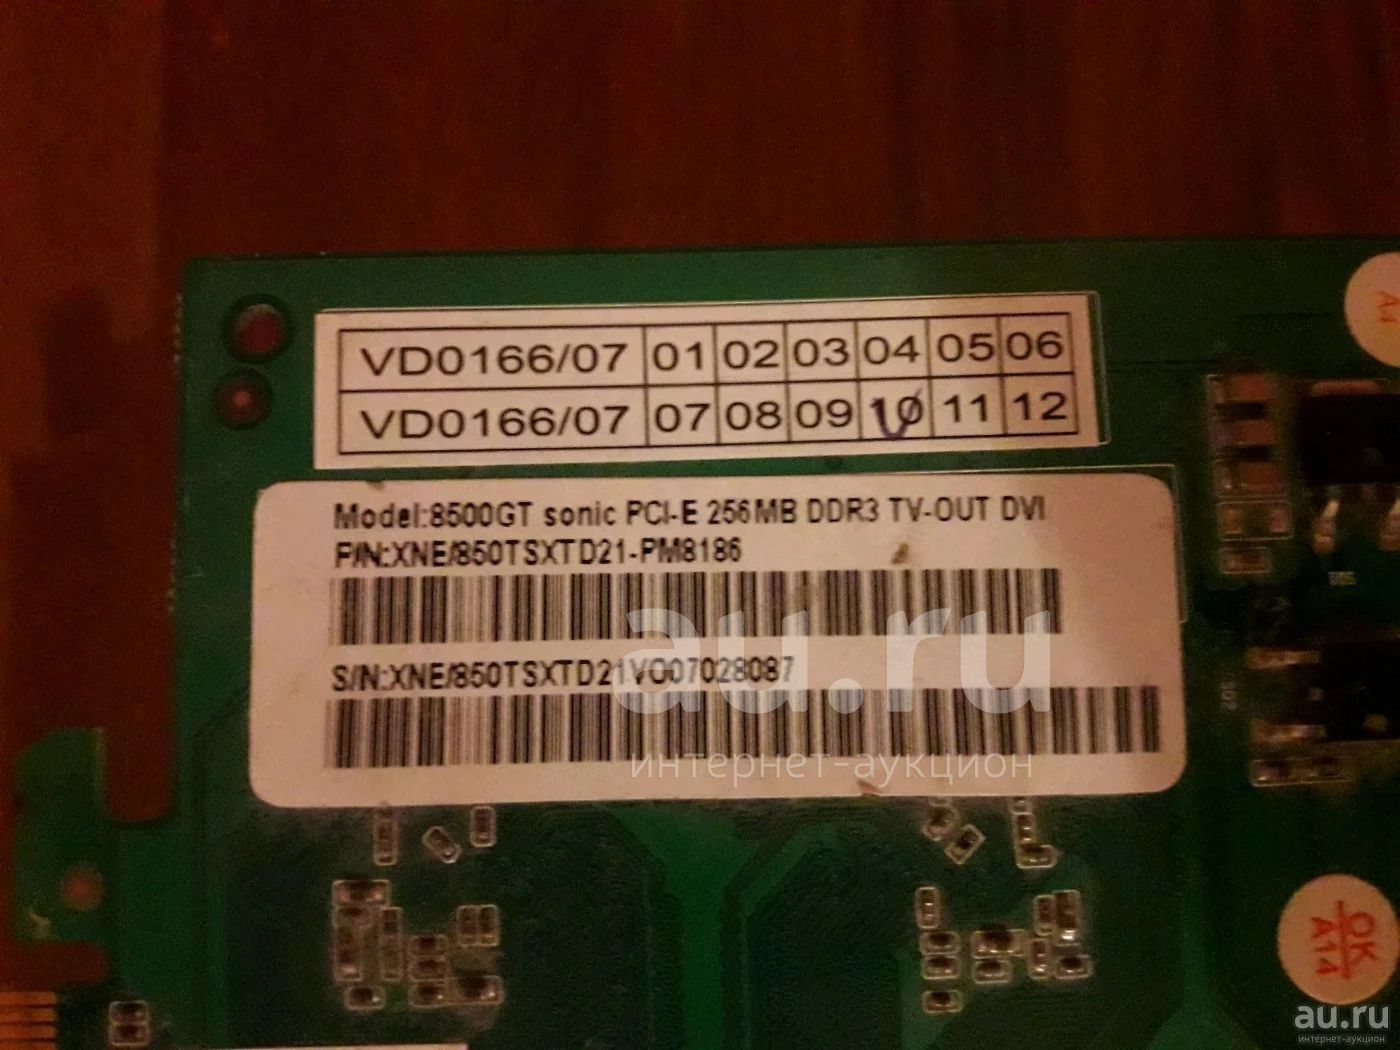 VD0166/07 01 02 03 04 05 06
VD0166/07 07 08 09 10 11 12
Model:8500GT sonic PCI-E 256MB DDR3 TV-OUT DVI
P/N:XNE/850TSXTD21-PM8186
S/N:XNE/850TSXTD21VO07028087
au.ru
интернет-аукцион
A1
OK
A14
au.ru
интернет-аукцион